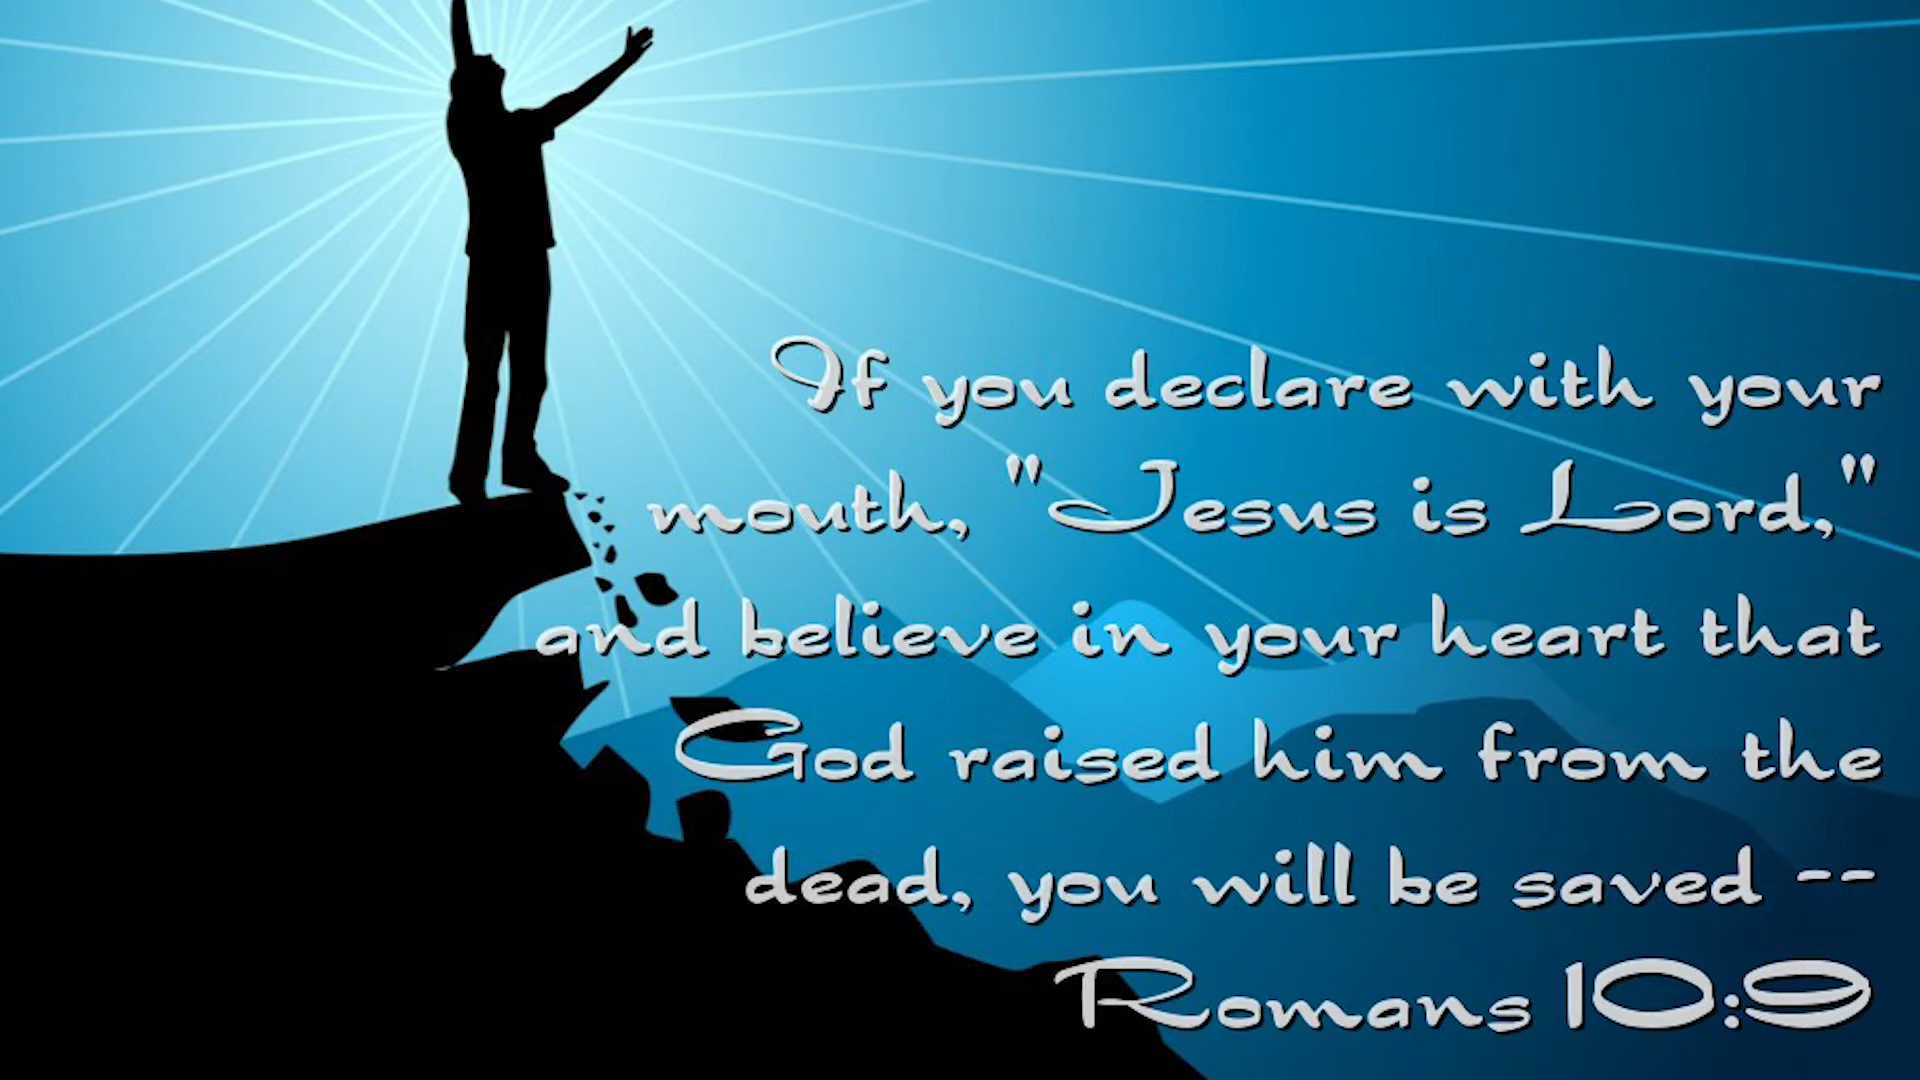 If you declare with your
mouth, "Jesus is Lord,"
and believe in your heart that
God raised him from the
dead, you will be saved --
Romans 10:9